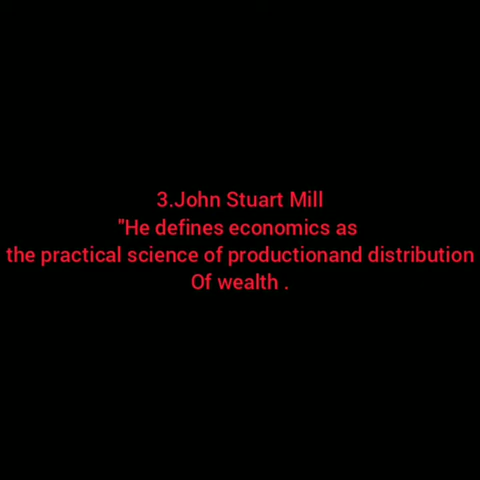 3.John Stuart Mill
"He defines economics as
the practical science of productionand distribution
Of wealth .